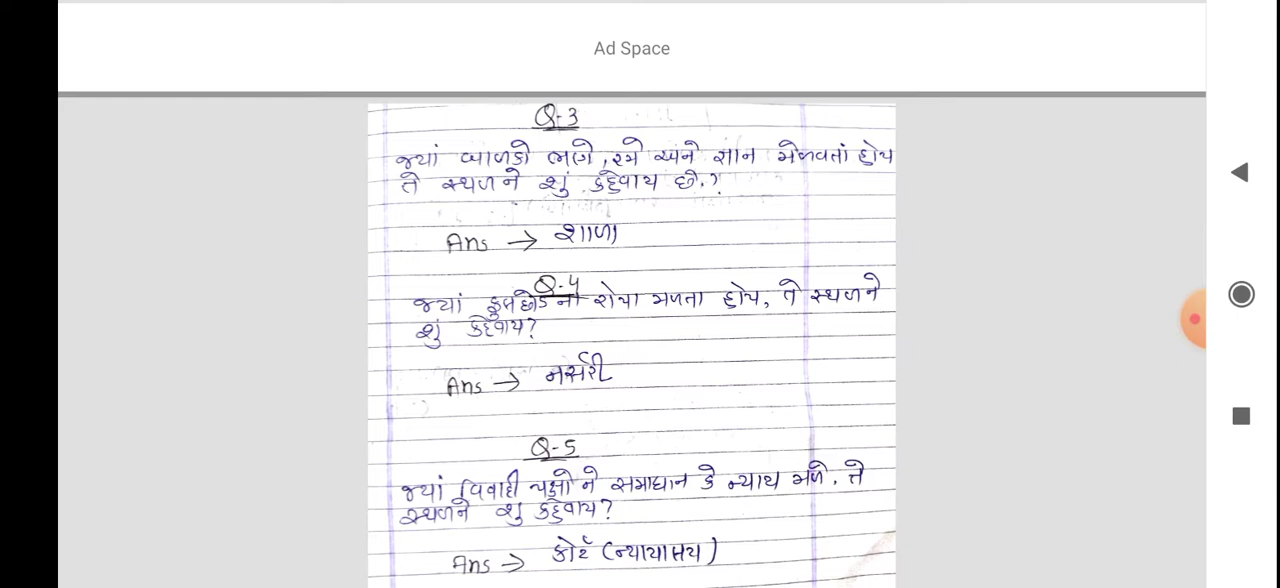 Ad Space
Q-3
જ્યાં બાળકો ભણે, રમે અને જ્ઞાન મેળવતાં હોય
તે સ્થળને શું કહેવાય છે.?
Ans → શાળા
Q-4
જ્યાં ફુલછોડ ના રોપા મળતા હોય, તે સ્થળને
શું કહેવાય?
Ans → નર્સરી
Q-5
જ્યાં વિવાદી પક્ષો ને સમાધાન કે ન્યાય મળે. તે
સ્થળને શુ કહેવાય?
Ans → કોર્ટ (ન્યાયાલય)